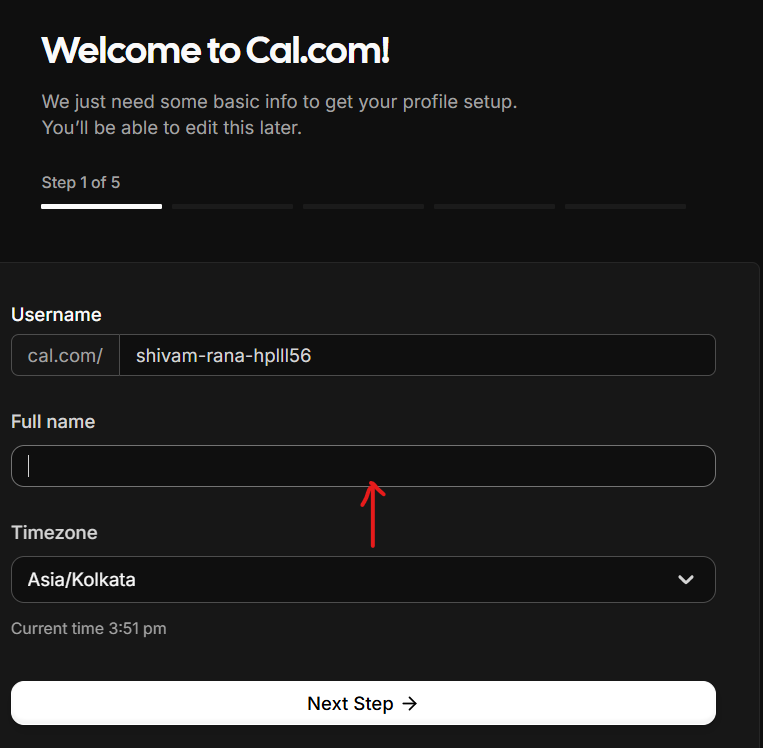 Welcome to Cal.com!
We just need some basic info to get your profile setup.
You’ll be able to edit this later.
Step 1 of 5
Username
cal.com/ shivam-rana-hplll56
Full name
Timezone
Asia/Kolkata
Current time 3:51 pm
Next Step →